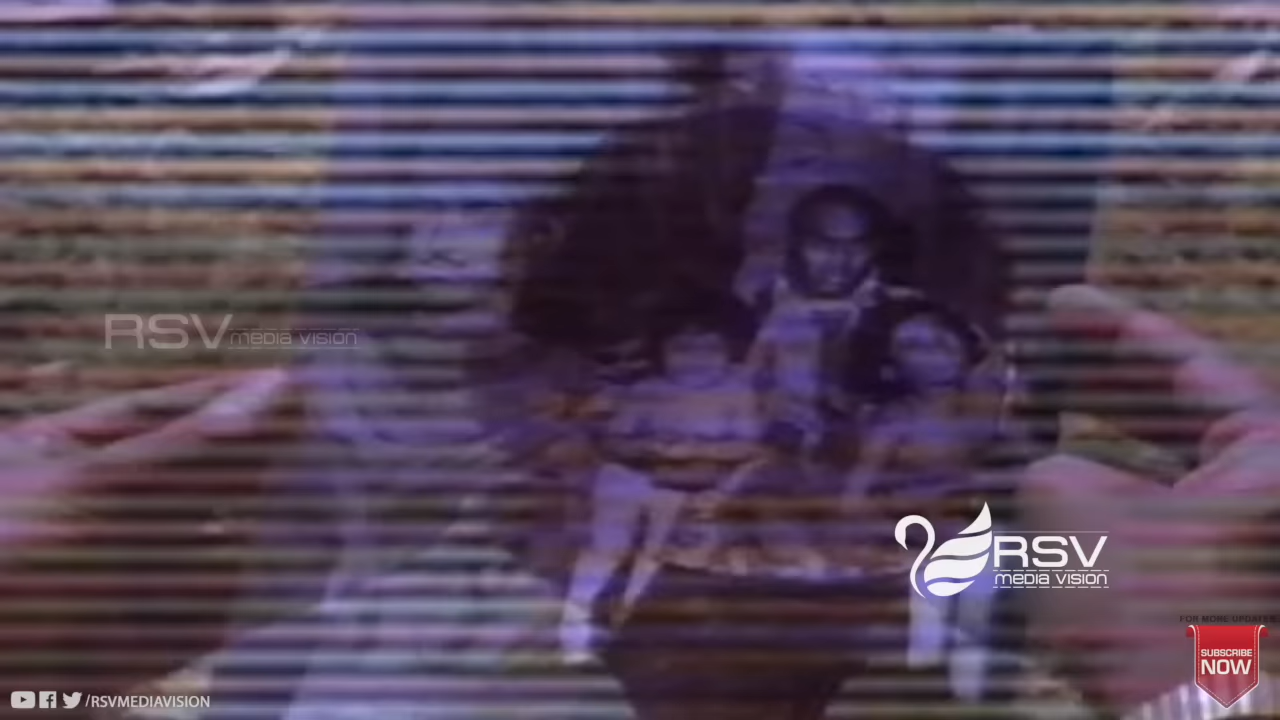 RSV media vision
RSV
media vision
FOR MORE UPDATES
SUBSCRIBE
NOW
/RSVMEDIAVISION